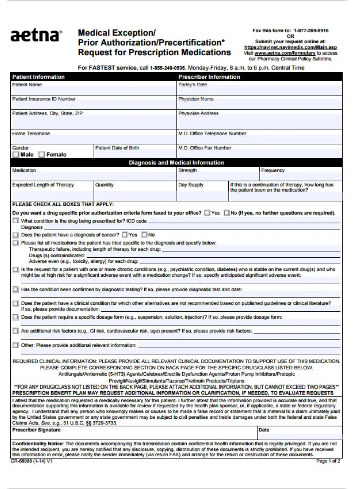 aetna®
Medical Exception/
Prior Authorization/Precertification*
Request for Prescription Medications
Fax this form to: 1-877-269-9916
OR
Submit your request online at:
https://navinet.navimedix.com/Main.asp
Visit www.aetna.com/formulary to access
our Pharmacy Clinical Policy Bulletins.
For FASTEST service, call 1-855-240-0535, Monday-Friday, 8 a.m. to 6 p.m. Central Time
Patient Information Prescriber Information
Patient Name Today's Date
Patient Insurance ID Number Physician Name
Patient Address, City, State, ZIP Physician Address
Home Telephone M.D. Office Telephone Number
Gender Patient Date of Birth M.D. Office Fax Number
Male Female
Diagnosis and Medical Information
Medication Strength Frequency
Expected Length of Therapy Quantity Day Supply If this is a continuation of therapy, how long has
the patient been on the medication?
PLEASE CHECK ALL BOXES THAT APPLY:
Do you want a drug specific prior authorization criteria form faxed to your office? Yes No (If no, further questions are required).
What condition is the drug being prescribed for? ICD code
Diagnosis
Does the patient have a diagnosis of cancer? Yes No
Please list all medications the patient has tried specific to the diagnosis and specify below:
Therapeutic failure, including length of therapy for each drug:
Drug(s) contraindicated:
Adverse event (e.g., toxicity, allergy) for each drug:
Is the request for a patient with one or more chronic conditions (e.g., psychiatric condition, diabetes) who is stable on the current drug(s) and who
might be at high risk for a significant adverse event with a medication change? If so, specify anticipated significant adverse event:
Has the condition been confirmed by diagnostic testing? If so, please provide diagnostic test and date:
Does the patient have a clinical condition for which other alternatives are not recommended based on published guidelines or clinical literature?
If so, please provide documentation:
Does the patient require a specific dosage form (e.g., suspension, solution, injection)? If so, please provide dosage form:
Are additional risk factors (e.g., GI risk, cardiovascular risk, age) present? If so, please provide risk factors:
Other: Please provide additional relevant information:
REQUIRED CLINICAL INFORMATION: PLEASE PROVIDE ALL RELEVANT CLINICAL DOCUMENTATION TO SUPPORT USE OF THIS MEDICATION.
PLEASE COMPLETE CORRESPONDING SECTION ON BACK PAGE FOR THE SPECIFIC DRUG/CLASS LISTED BELOW.
Antifungals/Antiemetic (5-HT3) Agents/Celebrex/Erectile Dysfunction Agents/Proton Pump Inhibitors/Protopic
Provigil/Nuvigil/Stimulants/Tazorac/Tretinoin Products/Triptans
**FOR ANY DRUG/CLASS NOT LISTED ON THE BACK PAGE, PLEASE ATTACH ADDITIONAL INFORMATION, BUT CANNOT EXCEED TWO PAGES**
PRESCRIPTION BENEFIT PLAN MAY REQUEST ADDITIONAL INFORMATION OR CLARIFICATION, IF NEEDED, TO EVALUATE REQUESTS
I attest that the medication requested is medically necessary for this patient. I further attest that the information provided is accurate and true, and that
documentation supporting this information is available for review if requested by the health plan sponsor, or, if applicable, a state or federal regulatory
agency. I understand that any person who knowingly makes or causes to be made a false record or statement that is material to a claim ultimately paid
by the United States government or any state government may be subject to civil penalties and treble damages under both the federal and state False
Claims Acts. See, e.g., 31 U.S.C. §§ 3729-3733.
Prescriber Signature Date
Confidentiality Notice: The documents accompanying this transmission contain confidential health information that is legally privileged. If you are not
the intended recipient, you are hereby notified that any disclosure, copying, distribution of these documents is strictly prohibited. If you have received
this information in error, please notify the sender immediately (via return FAX) and arrange for the return or destruction of these documents.
GR-68068 (1-14) V1 Page 1 of 2